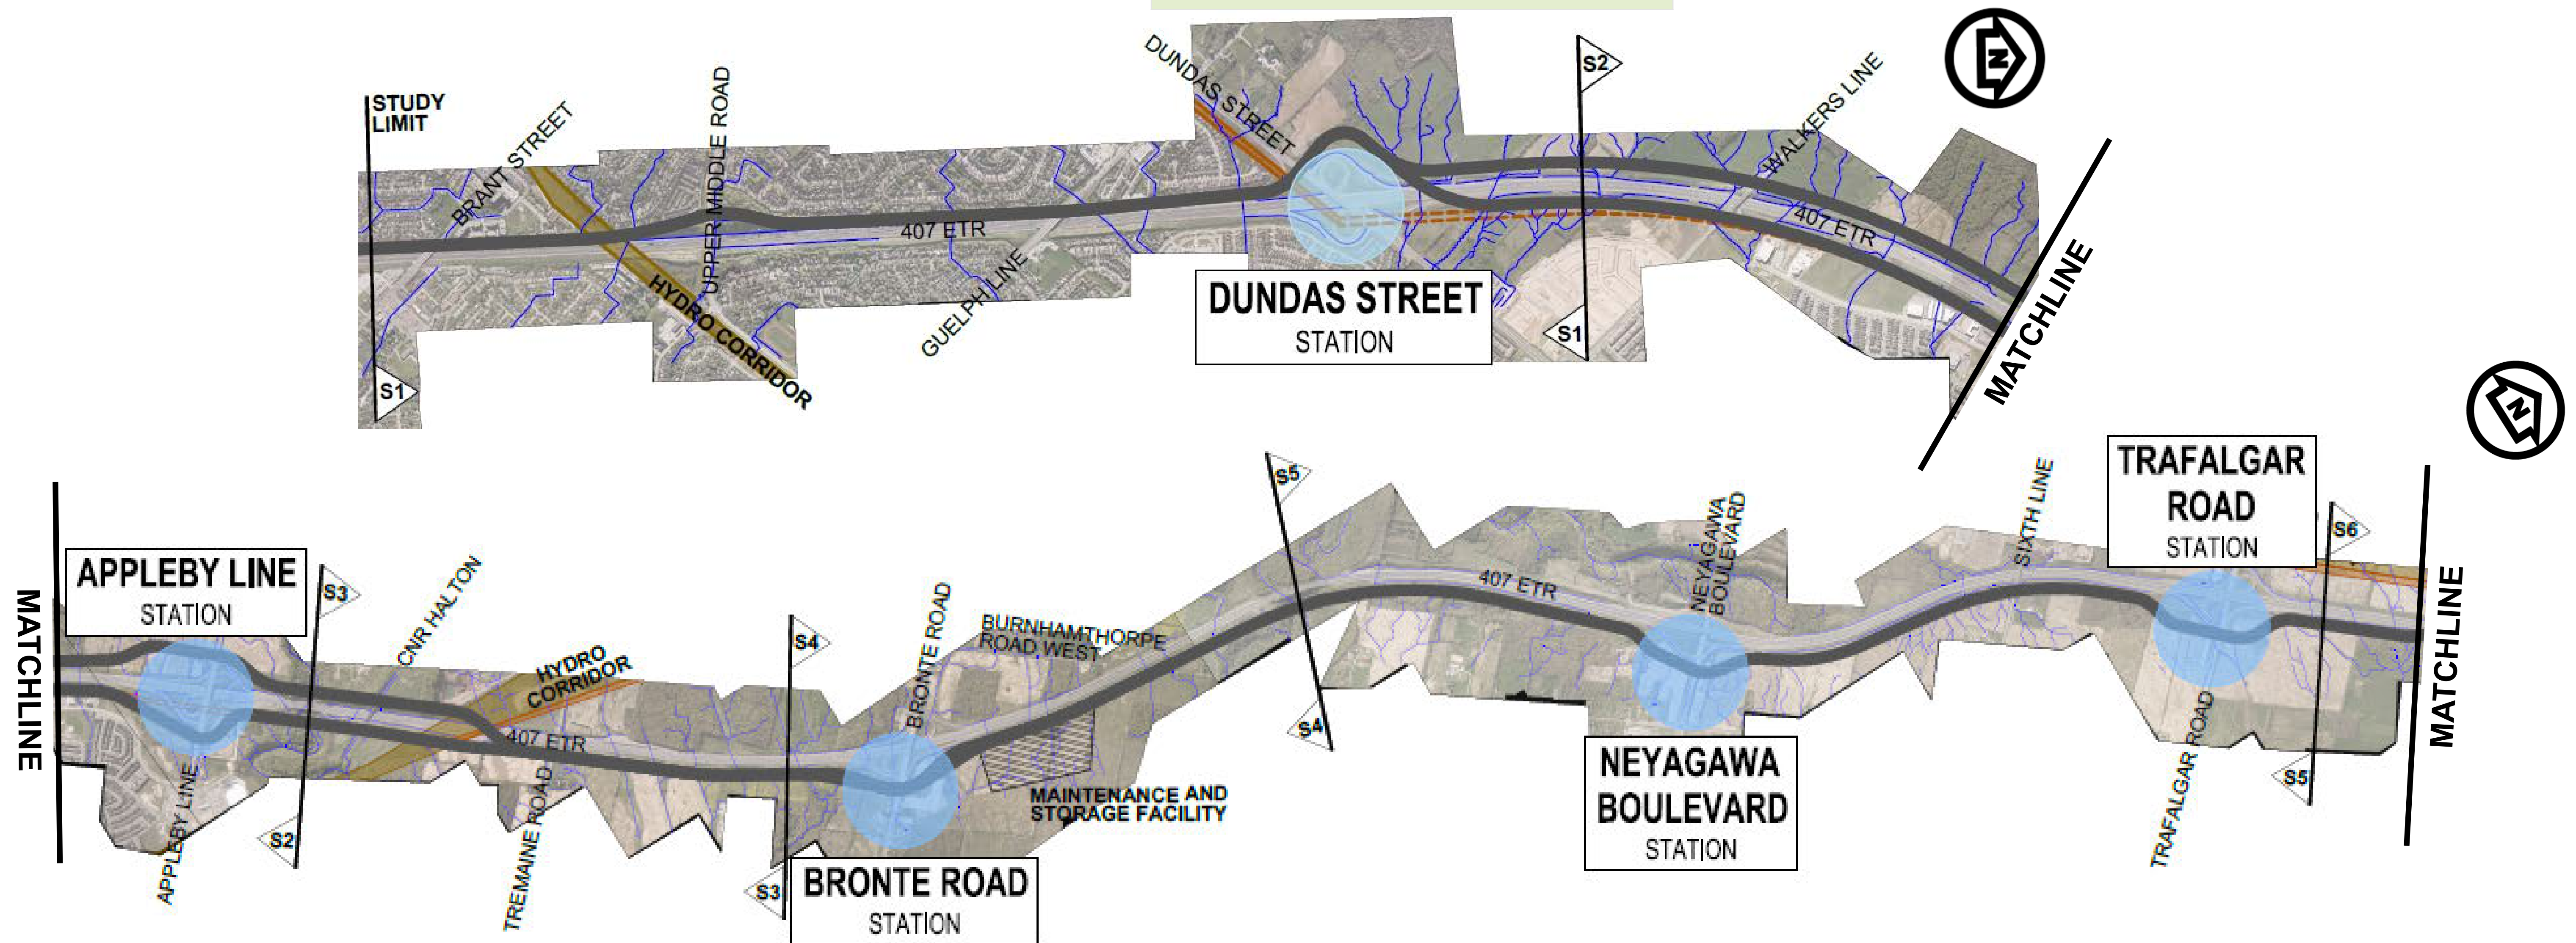 STUDY
LIMIT
BRANT STREET
UPPER MIDDLE ROAD
HYDRO CORRIDOR
407 ETR
GUELPH LINE
DUNDAS STREET
DUNDAS STREET
STATION
S1
S2
S1
WALKERS LINE
407 ETR
N
MATCHLINE
N
MATCHLINE
APPLEBY LINE
STATION
APPLEBY LINE
S3
S2
CNR HALTON
HYDRO
CORRIDOR
407 ETR
TREMAINE ROAD
S4
S3
BRONTE ROAD
BRONTE ROAD
STATION
BURNHAMTHORPE
ROAD WEST
MAINTENANCE AND
STORAGE FACILITY
S5
S4
407 ETR
NEYAGAWA
BOULEVARD
NEYAGAWA
BOULEVARD
STATION
SIXTH LINE
TRAFALGAR
ROAD
STATION
TRAFALGAR ROAD
S6
S5
MATCHLINE